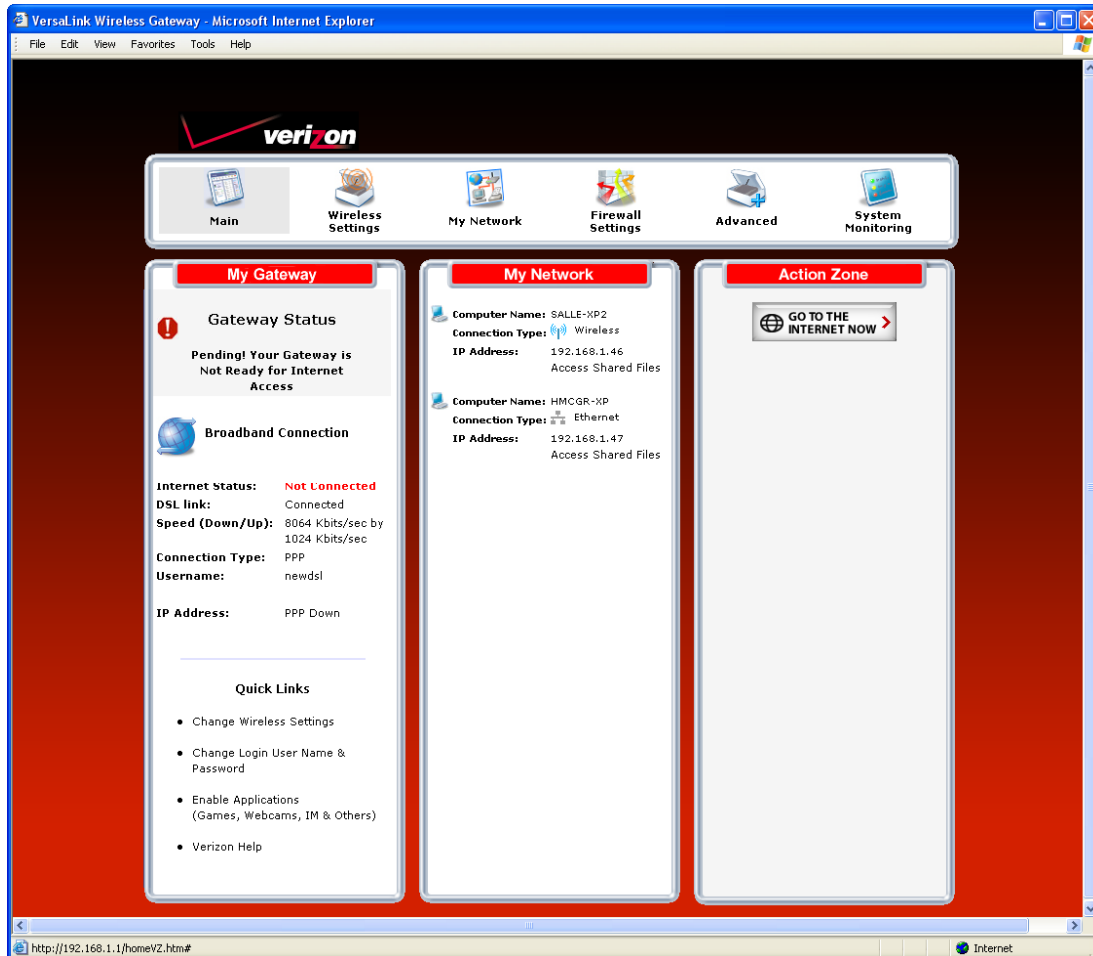 VersaLink Wireless Gateway - Microsoft Internet Explorer
File Edit View Favorites Tools Help
verizon
Main
Wireless
Settings
My Network
Firewall
Settings
Advanced
System
Monitoring
My Gateway
Gateway Status
Pending! Your Gateway is
Not Ready for Internet
Access
Broadband Connection
Internet Status: Not Connected
DSL link: Connected
Speed (Down/Up): 8064 Kbits/sec by
1024 Kbits/sec
Connection Type: PPP
Username: newdsl
IP Address: PPP Down
Quick Links
• Change Wireless Settings
• Change Login User Name &
Password
• Enable Applications
(Games, Webcams, IM & Others)
• Verizon Help
My Network
Computer Name: SALLE-XP2
Connection Type: Wireless
IP Address: 192.168.1.46
Access Shared Files
Computer Name: HMCGR-XP
Connection Type: Ethernet
IP Address: 192.168.1.47
Access Shared Files
Action Zone
GO TO THE
INTERNET NOW
http://192.168.1.1/homeVZ.htm#
Internet